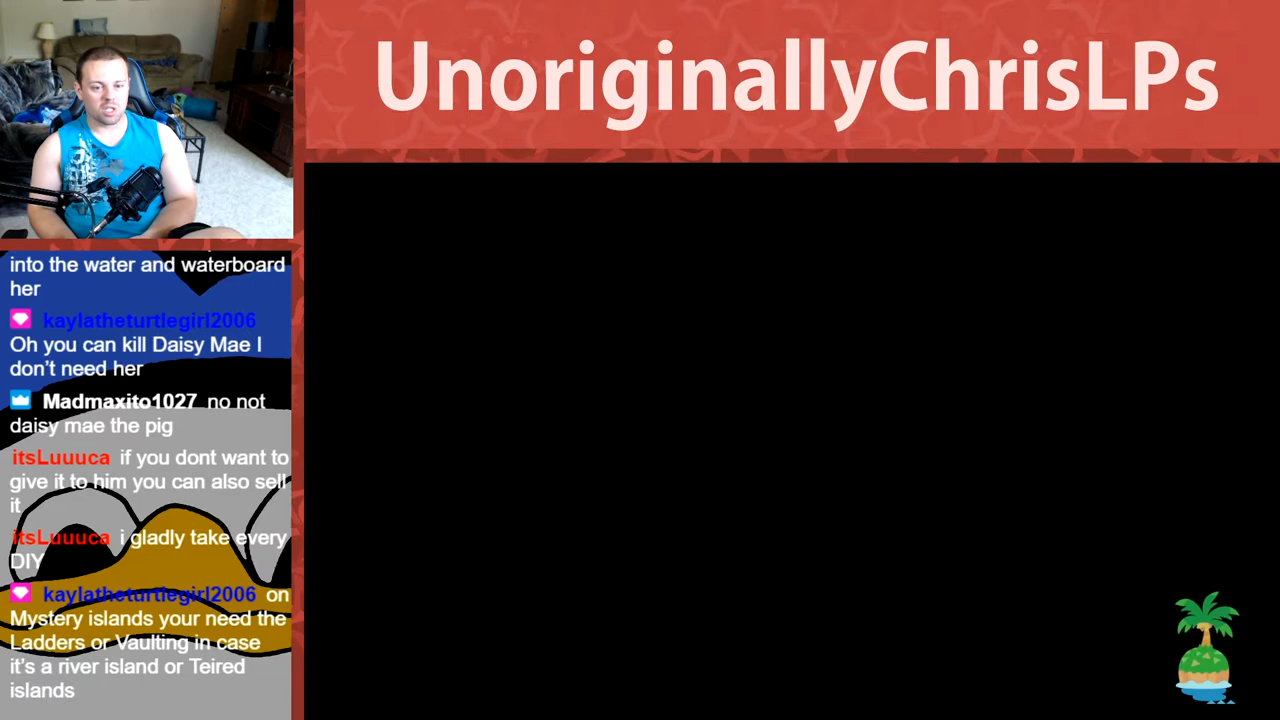 UnoriginallyChrisLPs
into the water and waterboard
her
kaylatheturtlegirl2006
Oh you can kill Daisy Mae I
don't need her
Madmaxito1027 no not
daisy mae the pig
itsLuuuca if you dont want to
give it to him you can also sell
it
itsLuuuca i gladly take every
DIY
kaylatheturtlegirl2006 on
Mystery islands your need the
Ladders or Vaulting in case
it's a river island or Teired
islands